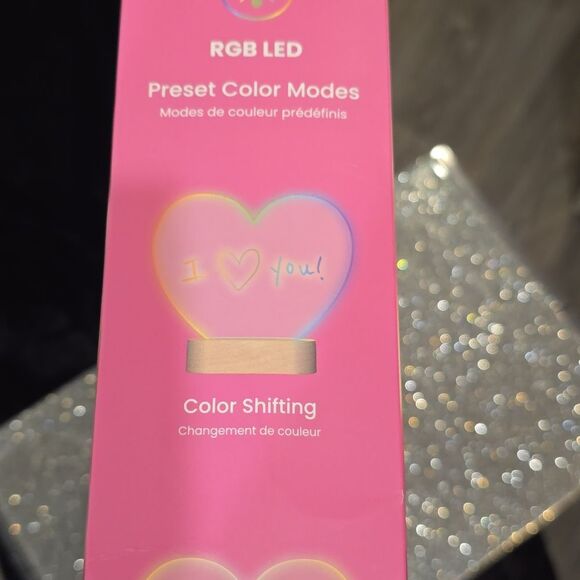 RGB LED
Preset Color Modes
Modes de couleur prédéfinis
I ♡ you!
Color Shifting
Changement de couleur